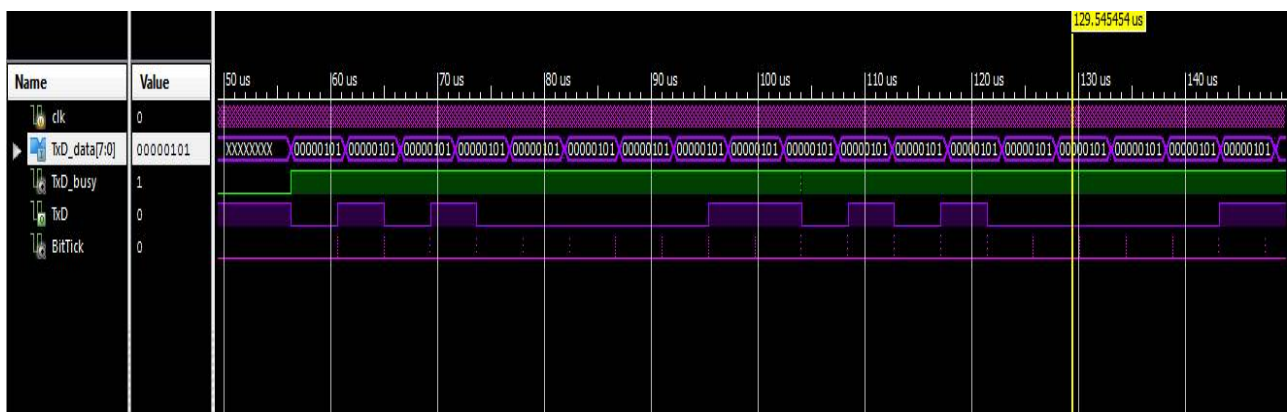 129.545454 us
Name Value |50 us |60 us |70 us |80 us |90 us |100 us |110 us |120 us |130 us |140 us
clk 0
TxD_data[7:0] 00000101 XXXXXXXX 00000101 00000101 00000101 00000101 00000101 00000101 00000101 00000101 00000101 00000101 00000101 00000101 00000101 00000101 00000101 00000101 00000101 00000101
TxD_busy 1
TxD 0
BitTick 0